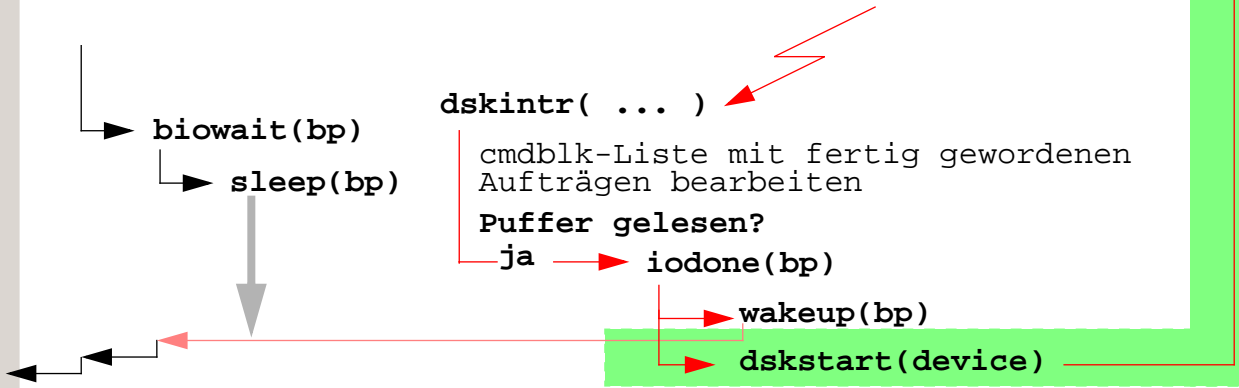 dskintr( ... )
biowait(bp)
cmdblk-Liste mit fertig gewordenen
Aufträgen bearbeiten
sleep(bp)
Puffer gelesen?
ja
iodone(bp)
wakeup(bp)
dskstart(device)